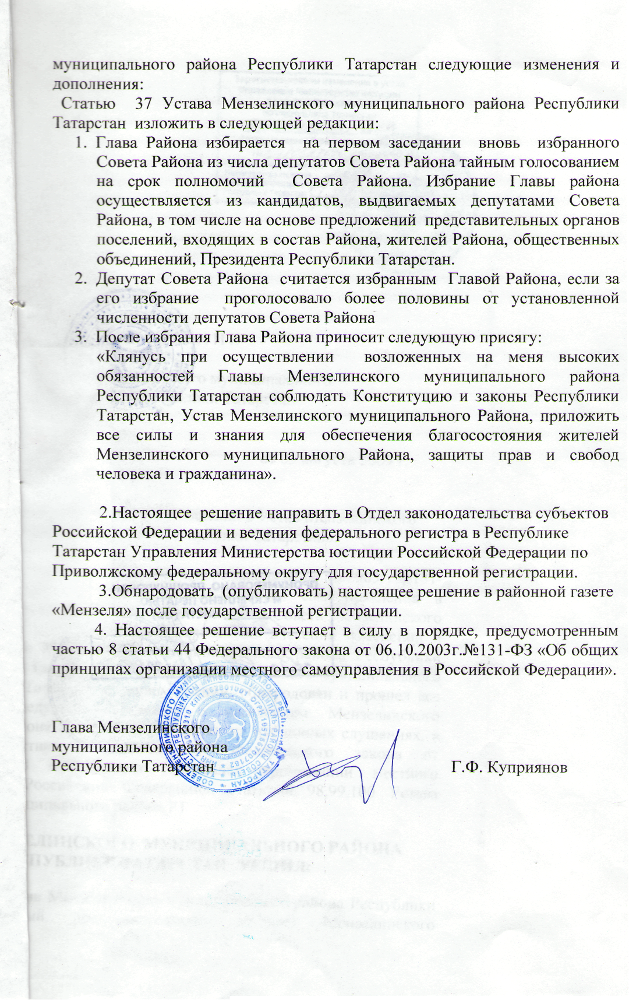 муниципального района Республики Татарстан следующие изменения и
дополнения:
Статью 37 Устава Мензелинского муниципального района Республики
Татарстан изложить в следующей редакции:
1. Глава Района избирается на первом заседании вновь избранного
Совета Района из числа депутатов Совета Района тайным голосованием
на срок полномочий Совета Района. Избрание Главы района
осуществляется из кандидатов, выдвигаемых депутатами Совета
Района, в том числе на основе предложений представительных органов
поселений, входящих в состав Района, жителей Района, общественных
объединений, Президента Республики Татарстан.
2. Депутат Совета Района считается избранным Главой Района, если за
его избрание проголосовало более половины от установленной
численности депутатов Совета Района
3. После избрания Глава Района приносит следующую присягу:
«Клянусь при осуществлении возложенных на меня высоких
обязанностей Главы Мензелинского муниципального района
Республики Татарстан соблюдать Конституцию и законы Республики
Татарстан, Устав Мензелинского муниципального Района, приложить
все силы и знания для обеспечения благосостояния жителей
Мензелинского муниципального Района, защиты прав и свобод
человека и гражданина».
2.Настоящее решение направить в Отдел законодательства субъектов
Российской Федерации и ведения федерального регистра в Республике
Татарстан Управления Министерства юстиции Российской Федерации по
Приволжскому федеральному округу для государственной регистрации.
3.Обнародовать (опубликовать) настоящее решение в районной газете
«Мензеля» после государственной регистрации.
4. Настоящее решение вступает в силу в порядке, предусмотренным
частью 8 статьи 44 Федерального закона от 06.10.2003г.№131-ФЗ «Об общих
принципах организации местного самоуправления в Российской Федерации».
Глава Мензелинского
муниципального района
Республики Татарстан Г.Ф. Куприянов